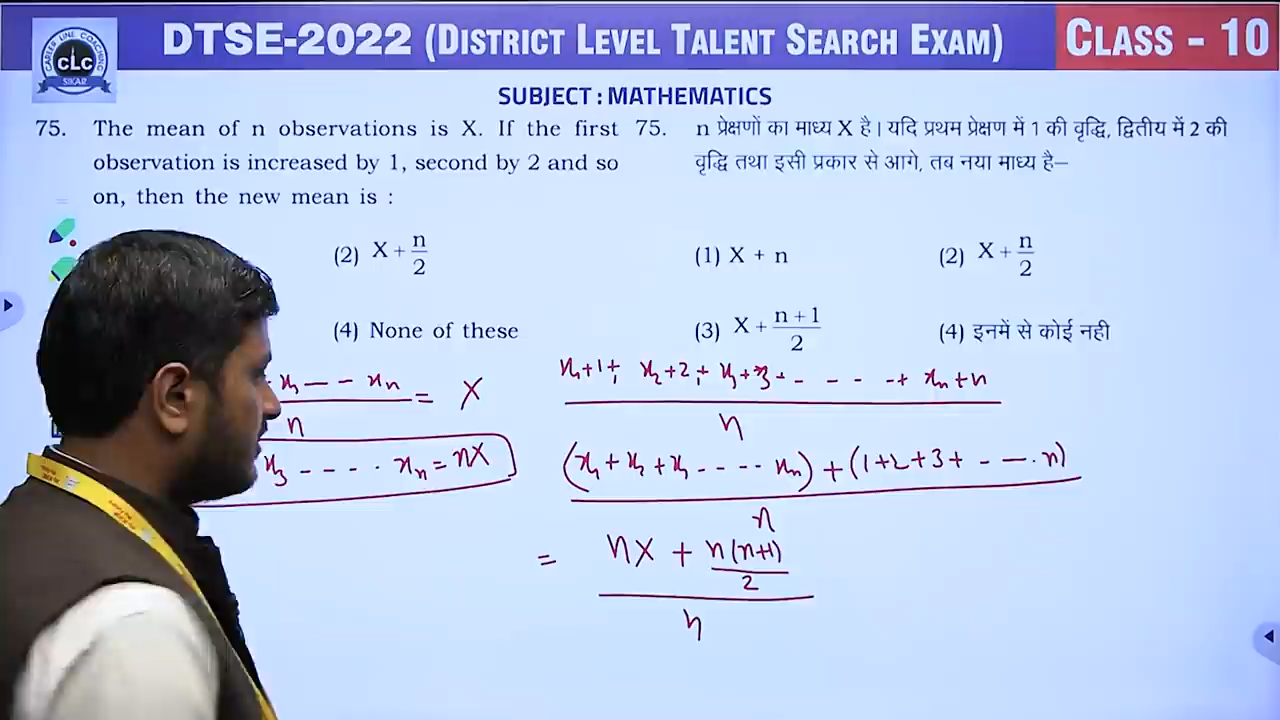 DTSE-2022 (DISTRICT LEVEL TALENT SEARCH EXAM)
CLASS - 10
CAREER LINE COACHING
CLC
SIKAR
SUBJECT : MATHEMATICS
75. The mean of n observations is X. If the first
observation is increased by 1, second by 2 and so
on, then the new mean is :
(2) X + n/2
(4) None of these
75. n प्रेक्षणों का माध्य X है। यदि प्रथम प्रेक्षण में 1 की वृद्धि, द्वितीय में 2 की
वृद्धि तथा इसी प्रकार से आगे, तब नया माध्य है–
(1) X + n (2) X + n/2
(3) X + n + 1/2 (4) इनमें से कोई नही
x₃ — - xₙ
n
= X
x₃ - - - - . xₙ = nX
x₁+1+ x₂+2+ x₃+3+ - - - - -+ xₙ+n
n
(x₁ + x₂ + x₃ - - - - - xₙ) + (1+2+3+ - — . n)
n
= nX + n(n+1)/2
n